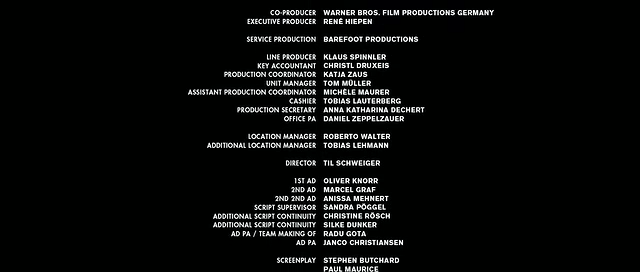 CO-PRODUCER WARNER BROS. FILM PRODUCTIONS GERMANY
EXECUTIVE PRODUCER RENÉ HIEPEN
SERVICE PRODUCTION BAREFOOT PRODUCTIONS
LINE PRODUCER KLAUS SPINNLER
KEY ACCOUNTANT CHRISTL DRUXEIS
PRODUCTION COORDINATOR KATJA ZAUS
UNIT MANAGER TOM MÜLLER
ASSISTANT PRODUCTION COORDINATOR MICHÈLE MAURER
CASHIER TOBIAS LAUTERBERG
PRODUCTION SECRETARY ANNA KATHARINA DECHERT
OFFICE PA DANIEL ZEPPELZAUER
LOCATION MANAGER ROBERTO WALTER
ADDITIONAL LOCATION MANAGER TOBIAS LEHMANN
DIRECTOR TIL SCHWEIGER
1ST AD OLIVER KNORR
2ND AD MARCEL GRAF
2ND 2ND AD ANISSA MEHNERT
SCRIPT SUPERVISOR SANDRA PÖGGEL
ADDITIONAL SCRIPT CONTINUITY CHRISTINE RÖSCH
ADDITIONAL SCRIPT CONTINUITY SILKE DUNKER
AD PA / TEAM MAKING OF RADU GOTA
AD PA JANCO CHRISTIANSEN
SCREENPLAY STEPHEN BUTCHARD
PAUL MAURICE